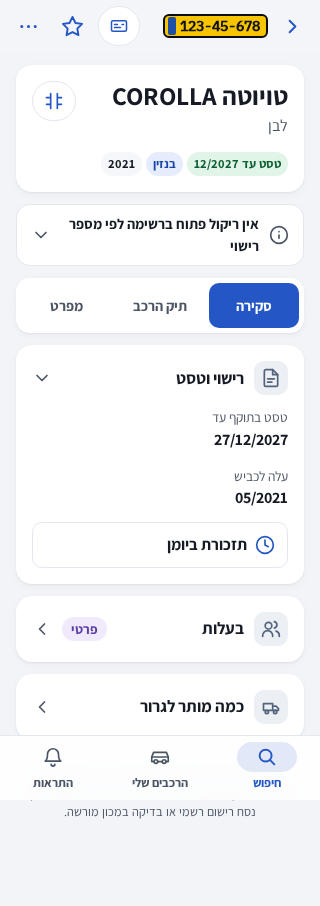 123-45-678
טויוטה COROLLA
לבן
טסט עד 12/2027
בנזין
2021
אין ריקול פתוח ברשימה לפי מספר
רישוי
סקירה
תיק הרכב
מפרט
רישוי וטסט
טסט בתוקף עד
27/12/2027
עלה לכביש
05/2021
תזכורת ביומן
בעלות
פרטי
כמה מותר לגרור
חיפוש
הרכבים שלי
התראות
נסח רישום רשמי או בדיקה במכון מורשה.